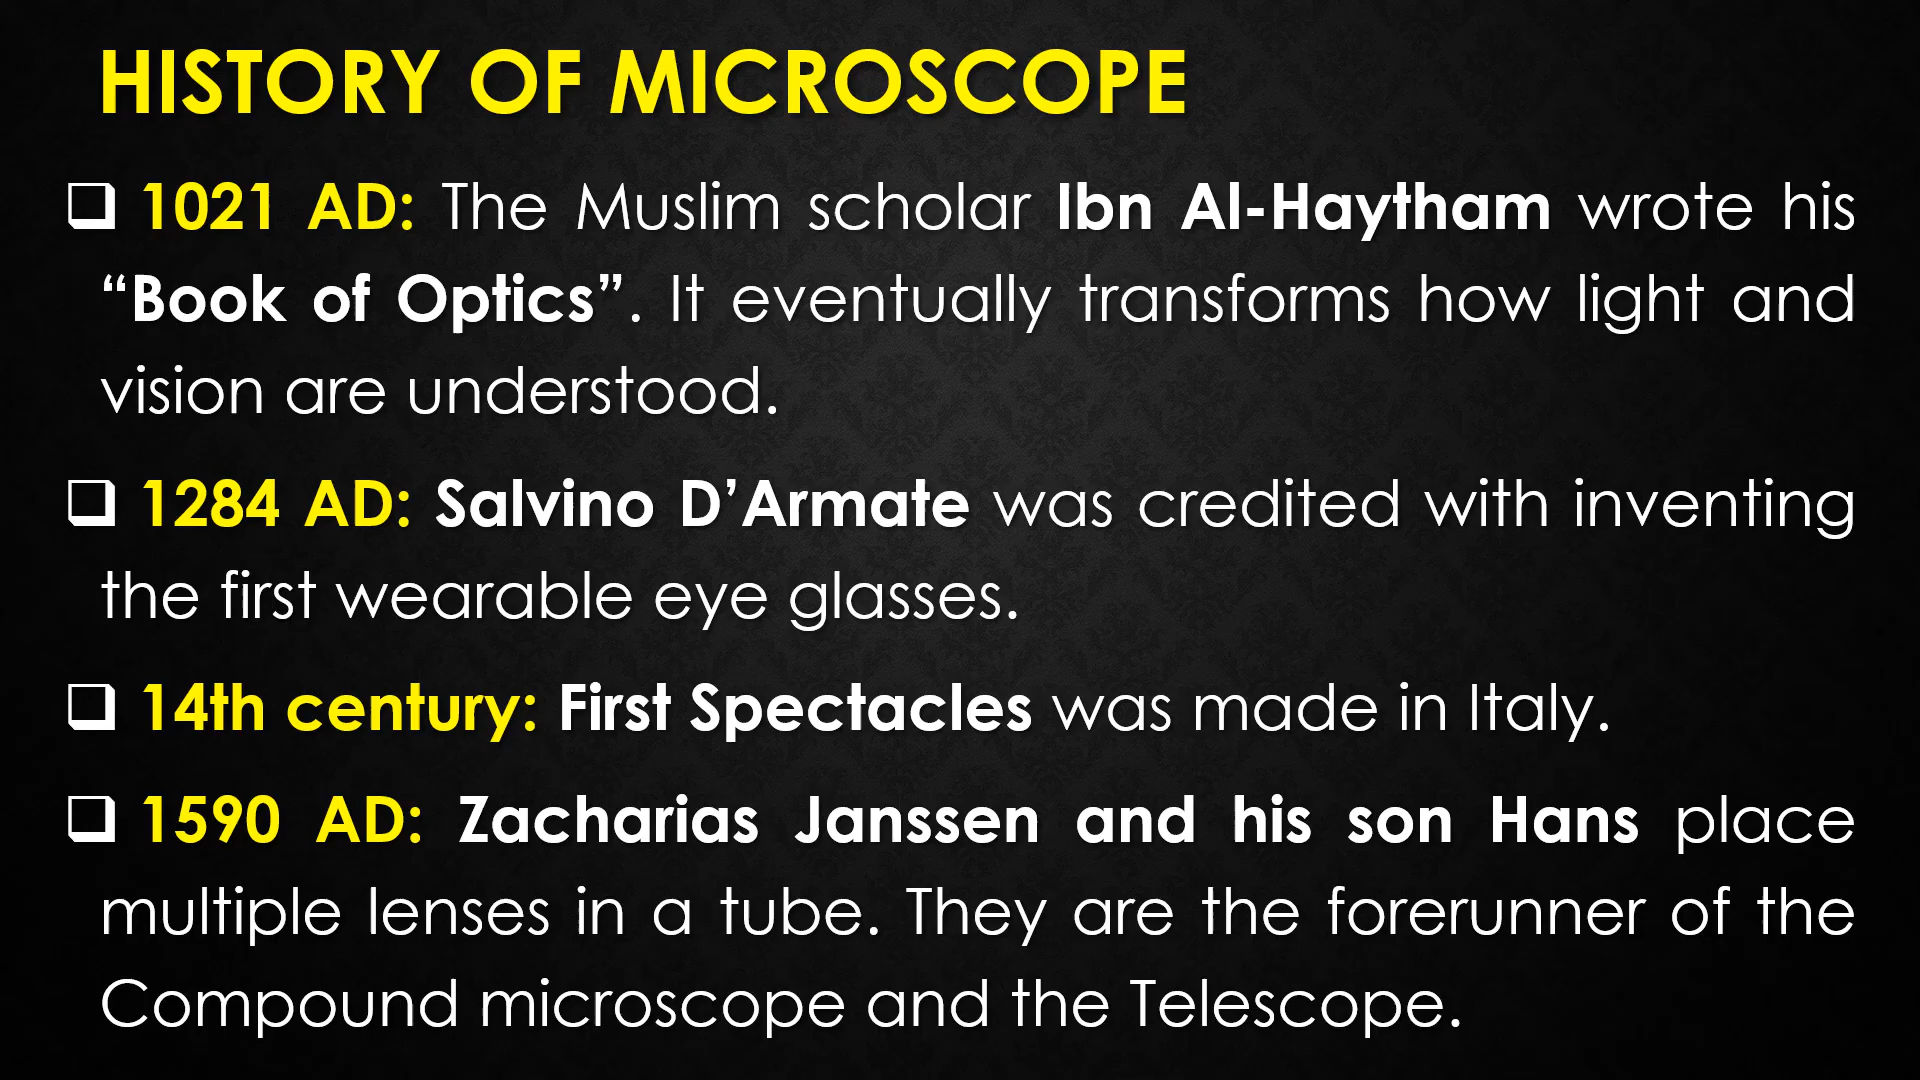 HISTORY OF MICROSCOPE
❑ 1021 AD: The Muslim scholar Ibn Al-Haytham wrote his
“Book of Optics”. It eventually transforms how light and
vision are understood.
❑ 1284 AD: Salvino D’Armate was credited with inventing
the first wearable eye glasses.
❑ 14th century: First Spectacles was made in Italy.
❑ 1590 AD: Zacharias Janssen and his son Hans place
multiple lenses in a tube. They are the forerunner of the
Compound microscope and the Telescope.